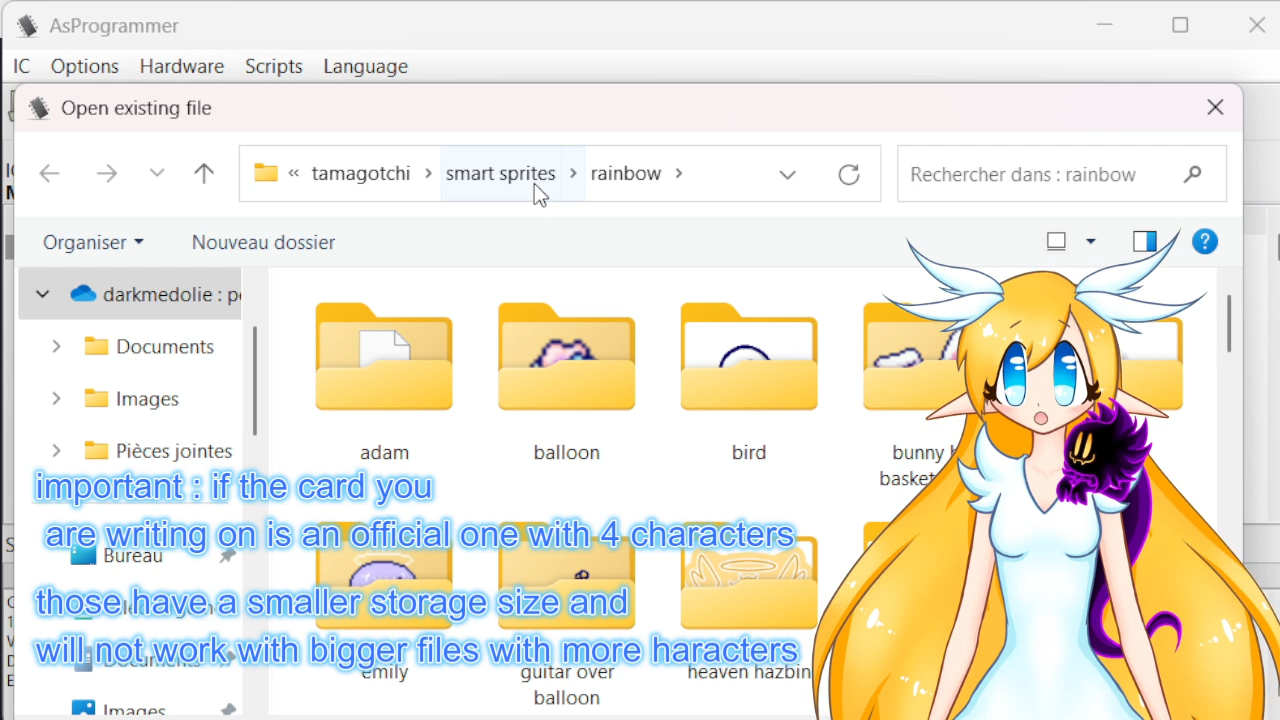 AsProgrammer
IC Options Hardware Scripts Language
Open existing file
« tamagotchi › smart sprites › rainbow ›
Rechercher dans : rainbow
Organiser
Nouveau dossier
darkmedolie : pe
Documents
Images
Pièces jointes
Bureau
Documents
Images
adam
balloon
bird
bunny
basket
emily
guitar over
balloon
heaven hazbin
important : if the card you
are writing on is an official one with 4 characters
those have a smaller storage size and
will not work with bigger files with more haracters